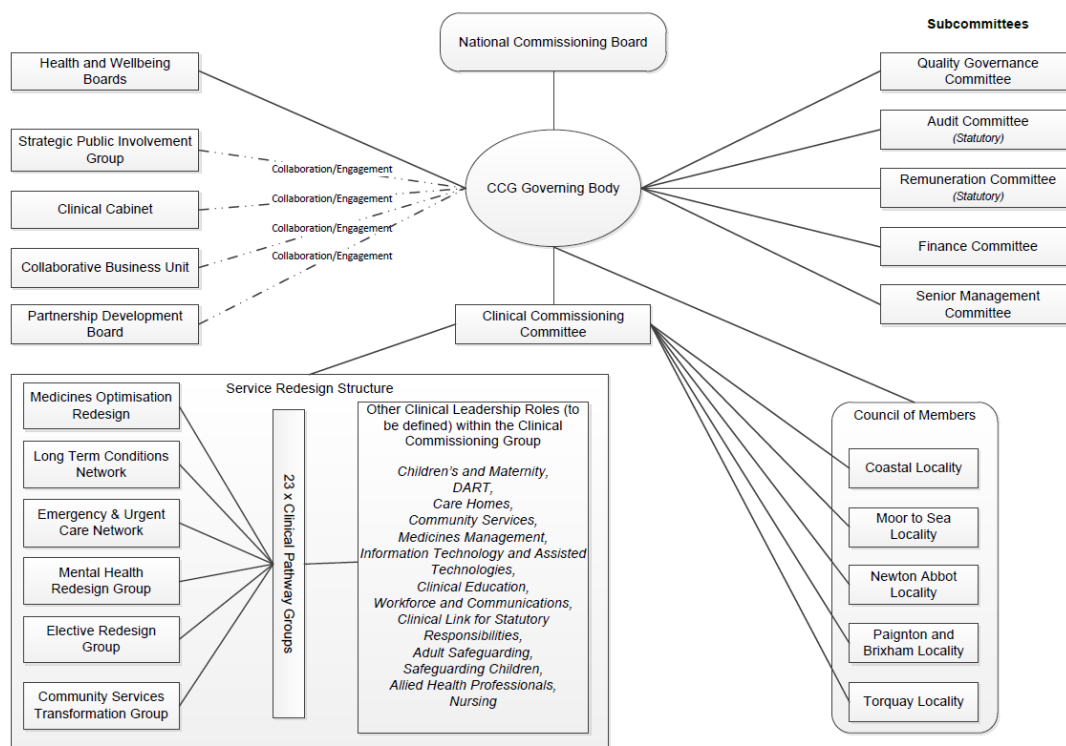 National Commissioning Board
Subcommittees
Health and Wellbeing
Boards
Strategic Public Involvement
Group
Clinical Cabinet
Collaborative Business Unit
Partnership Development
Board
Collaboration/Engagement
Collaboration/Engagement
Collaboration/Engagement
Collaboration/Engagement
CCG Governing Body
Quality Governance
Committee
Audit Committee
(Statutory)
Remuneration Committee
(Statutory)
Finance Committee
Senior Management
Committee
Clinical Commissioning
Committee
Service Redesign Structure
Medicines Optimisation
Redesign
Long Term Conditions
Network
Emergency & Urgent
Care Network
Mental Health
Redesign Group
Elective Redesign
Group
Community Services
Transformation Group
23 x Clinical Pathway Groups
Other Clinical Leadership Roles (to
be defined) within the Clinical
Commissioning Group
Children's and Maternity,
DART,
Care Homes,
Community Services,
Medicines Management,
Information Technology and Assisted
Technologies,
Clinical Education,
Workforce and Communications,
Clinical Link for Statutory
Responsibilities,
Adult Safeguarding,
Safeguarding Children,
Allied Health Professionals,
Nursing
Council of Members
Coastal Locality
Moor to Sea
Locality
Newton Abbot
Locality
Paignton and
Brixham Locality
Torquay Locality